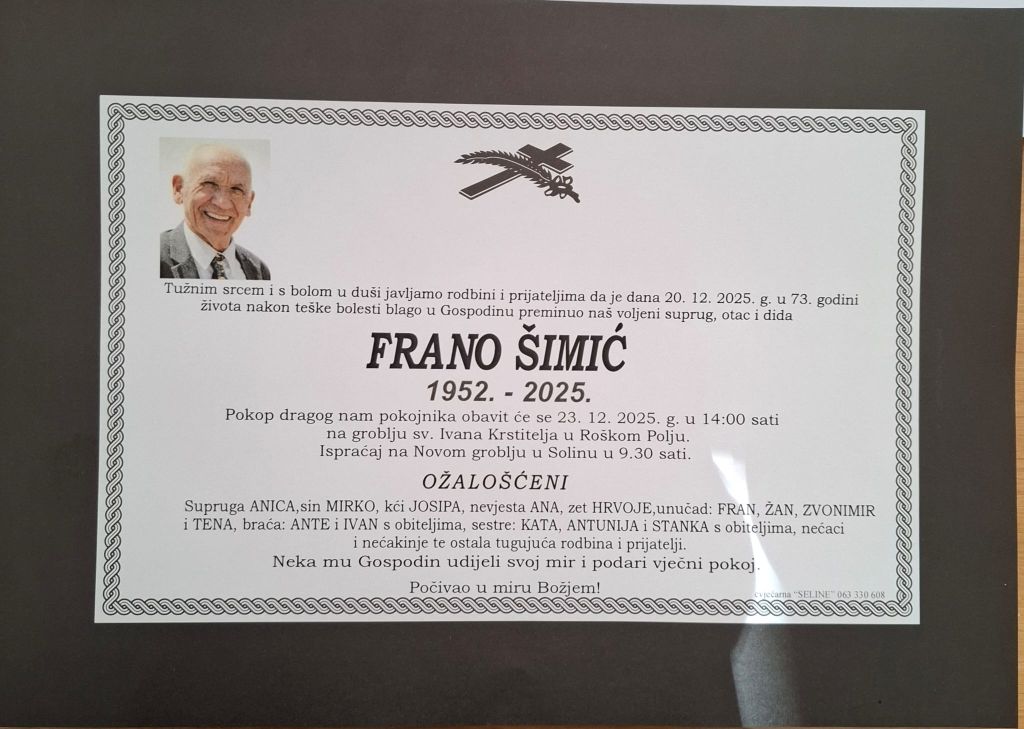 Tužnim srcem i s bolom u duši javljamo rodbini i prijateljima da je dana 20. 12. 2025. g. u 73. godini
života nakon teške bolesti blago u Gospodinu preminuo naš voljeni suprug, otac i dida
FRANO ŠIMIĆ
1952. - 2025.
Pokop dragog nam pokojnika obavit će se 23. 12. 2025. g. u 14:00 sati
na groblju sv. Ivana Krstitelja u Roškom Polju.
Ispraćaj na Novom groblju u Solinu u 9.30 sati.
OŽALOŠĆENI
Supruga ANICA,sin MIRKO, kći JOSIPA, nevjesta ANA, zet HRVOJE,unučad: FRAN, ŽAN, ZVONIMIR
i TENA, braća: ANTE i IVAN s obiteljima, sestre: KATA, ANTUNIJA i STANKA s obiteljima, nećaci
i nećakinje te ostala tugujuća rodbina i prijatelji.
Neka mu Gospodin udijeli svoj mir i podari vječni pokoj.
Počivao u miru Božjem!
cvjećarna “SELINE” 063 330 608